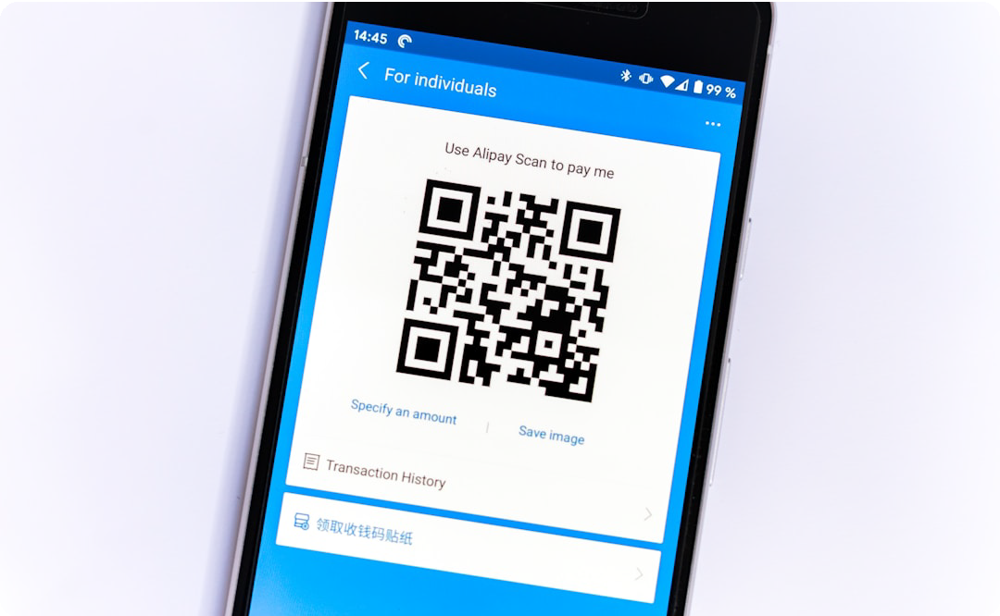 14:45
99 %
For individuals
Use Alipay Scan to pay me
Specify an amount
Save image
Transaction History
领取收钱码贴纸